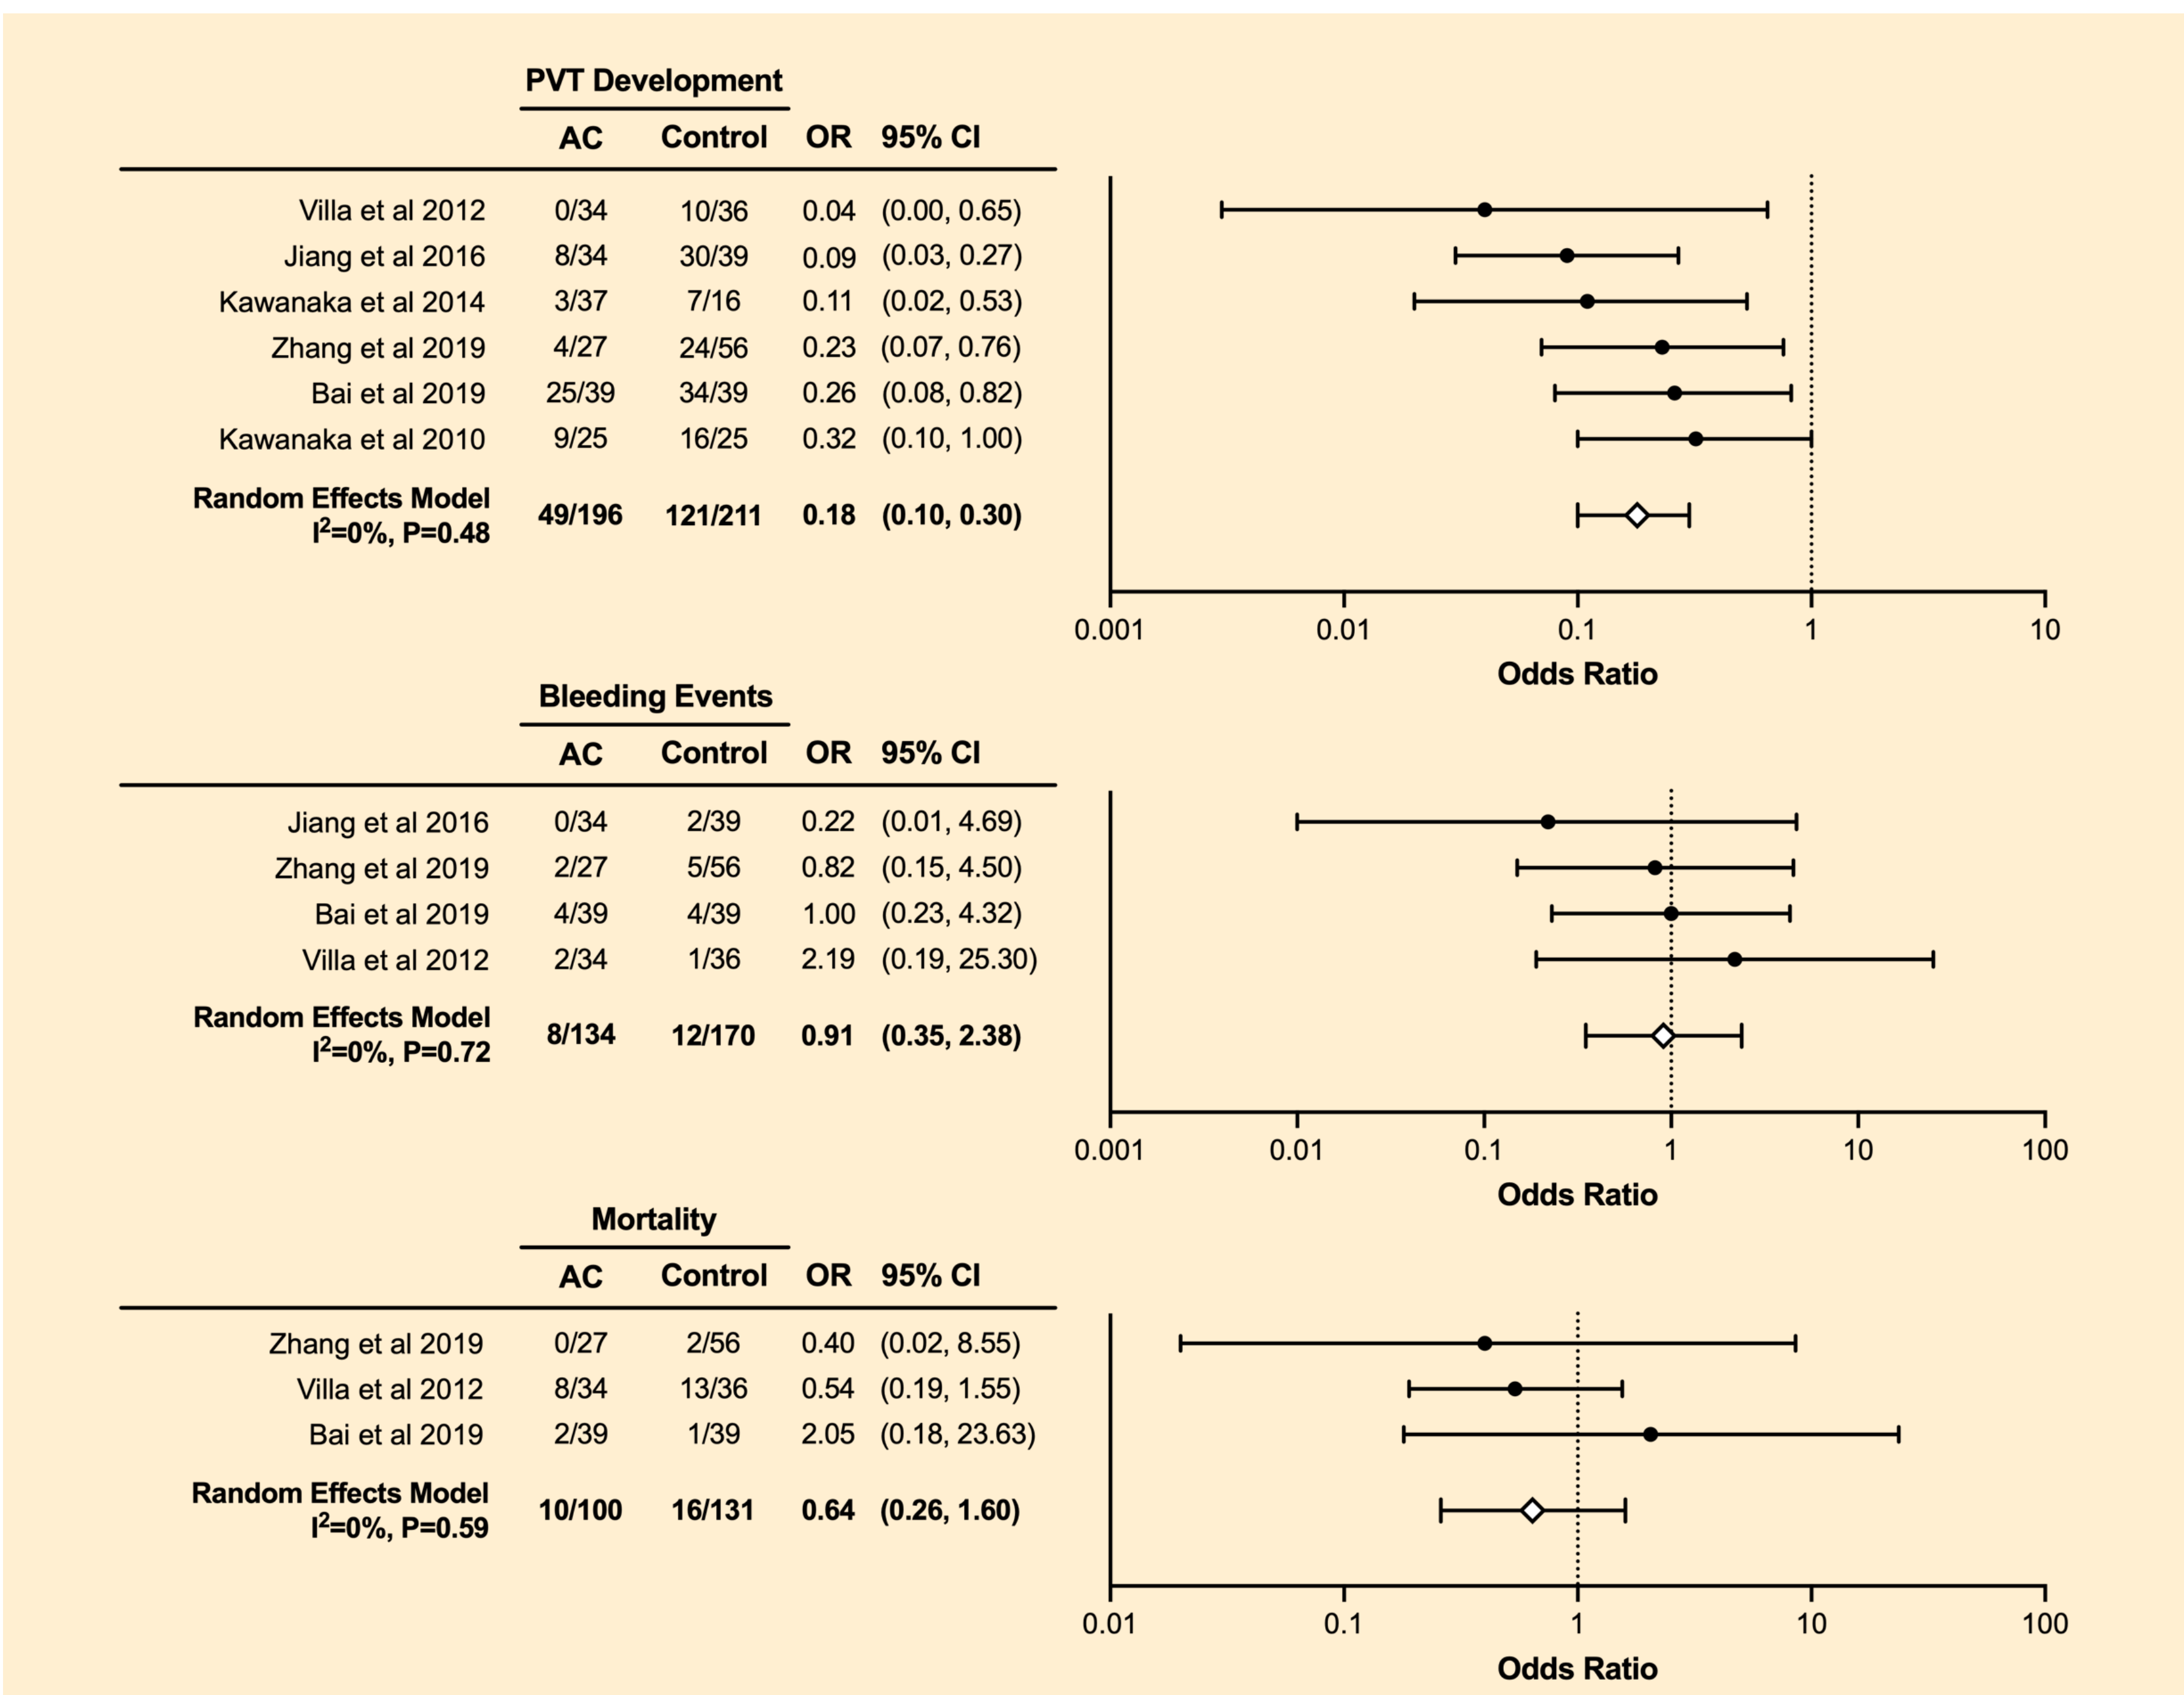 PVT Development
AC Control OR 95% CI
Villa et al 2012 0/34 10/36 0.04 (0.00, 0.65)
Jiang et al 2016 8/34 30/39 0.09 (0.03, 0.27)
Kawanaka et al 2014 3/37 7/16 0.11 (0.02, 0.53)
Zhang et al 2019 4/27 24/56 0.23 (0.07, 0.76)
Bai et al 2019 25/39 34/39 0.26 (0.08, 0.82)
Kawanaka et al 2010 9/25 16/25 0.32 (0.10, 1.00)
Random Effects Model
I²=0%, P=0.48 49/196 121/211 0.18 (0.10, 0.30)
0.001 0.01 0.1 1 10
Odds Ratio
Bleeding Events
AC Control OR 95% CI
Jiang et al 2016 0/34 2/39 0.22 (0.01, 4.69)
Zhang et al 2019 2/27 5/56 0.82 (0.15, 4.50)
Bai et al 2019 4/39 4/39 1.00 (0.23, 4.32)
Villa et al 2012 2/34 1/36 2.19 (0.19, 25.30)
Random Effects Model
I²=0%, P=0.72 8/134 12/170 0.91 (0.35, 2.38)
0.001 0.01 0.1 1 10 100
Odds Ratio
Mortality
AC Control OR 95% CI
Zhang et al 2019 0/27 2/56 0.40 (0.02, 8.55)
Villa et al 2012 8/34 13/36 0.54 (0.19, 1.55)
Bai et al 2019 2/39 1/39 2.05 (0.18, 23.63)
Random Effects Model
I²=0%, P=0.59 10/100 16/131 0.64 (0.26, 1.60)
0.01 0.1 1 10 100
Odds Ratio